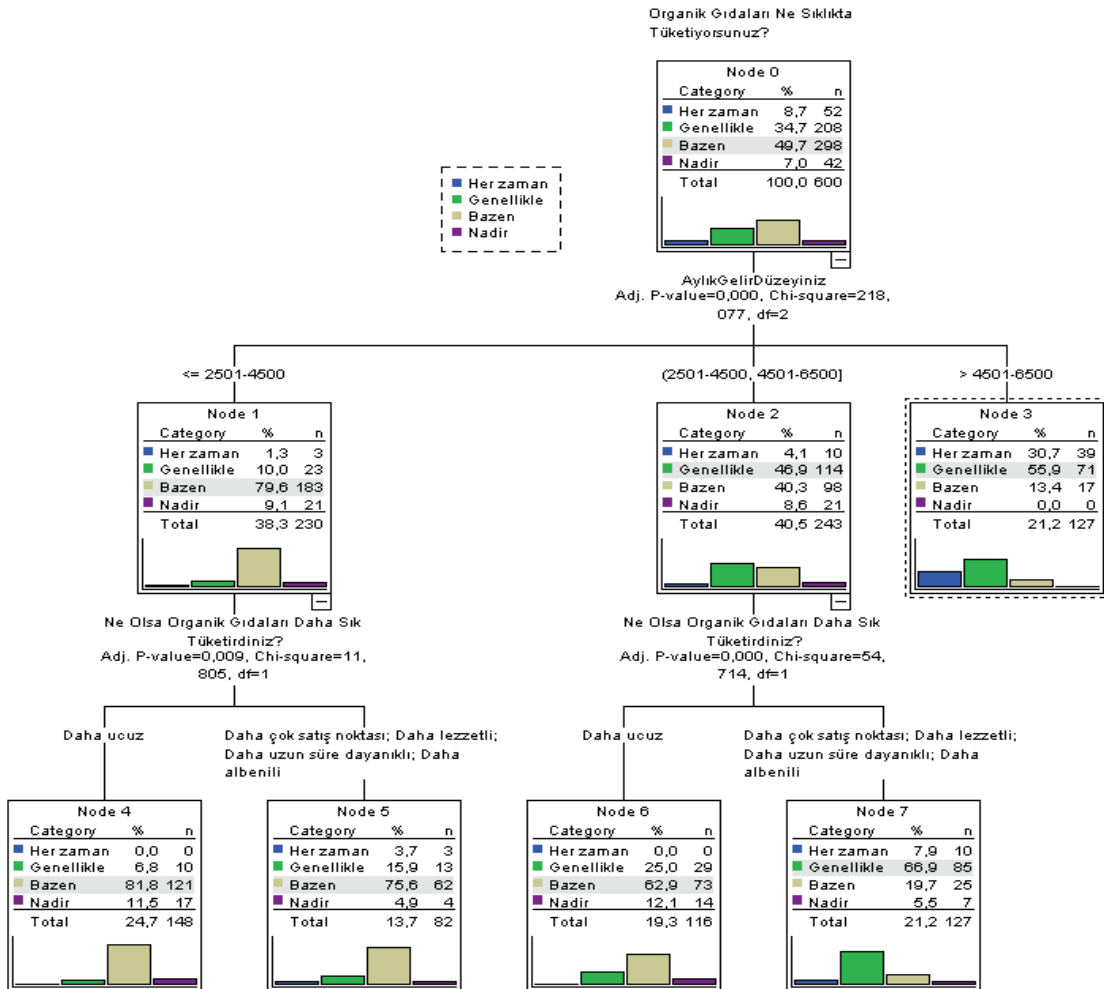 Organik Gıdaları Ne Sıklıkta
Tüketiyorsunuz?
Node 0
Category % n
Her zaman 8,7 52
Genellikle 34,7 208
Bazen 49,7 298
Nadir 7,0 42
Total 100,0 600
Her zaman
Genellikle
Bazen
Nadir
AylıkGelirDüzeyiniz
Adj. P-value=0,000, Chi-square=218,
077, df=2
<= 2501-4500
(2501-4500, 4501-6500]
> 4501-6500
Node 1
Category % n
Her zaman 1,3 3
Genellikle 10,0 23
Bazen 79,6 183
Nadir 9,1 21
Total 38,3 230
Node 2
Category % n
Her zaman 4,1 10
Genellikle 46,9 114
Bazen 40,3 98
Nadir 8,6 21
Total 40,5 243
Node 3
Category % n
Her zaman 30,7 39
Genellikle 55,9 71
Bazen 13,4 17
Nadir 0,0 0
Total 21,2 127
Ne Olsa Organik Gıdaları Daha Sık
Tüketirdiniz?
Adj. P-value=0,009, Chi-square=11,
805, df=1
Ne Olsa Organik Gıdaları Daha Sık
Tüketirdiniz?
Adj. P-value=0,000, Chi-square=54,
714, df=1
Daha ucuz
Daha çok satış noktası; Daha lezzetli;
Daha uzun süre dayanıklı; Daha
albenili
Daha ucuz
Daha çok satış noktası; Daha lezzetli;
Daha uzun süre dayanıklı; Daha
albenili
Node 4
Category % n
Her zaman 0,0 0
Genellikle 6,8 10
Bazen 81,8 121
Nadir 11,5 17
Total 24,7 148
Node 5
Category % n
Her zaman 3,7 3
Genellikle 15,9 13
Bazen 75,6 62
Nadir 4,9 4
Total 13,7 82
Node 6
Category % n
Her zaman 0,0 0
Genellikle 25,0 29
Bazen 62,9 73
Nadir 12,1 14
Total 19,3 116
Node 7
Category % n
Her zaman 7,9 10
Genellikle 66,9 85
Bazen 19,7 25
Nadir 5,5 7
Total 21,2 127